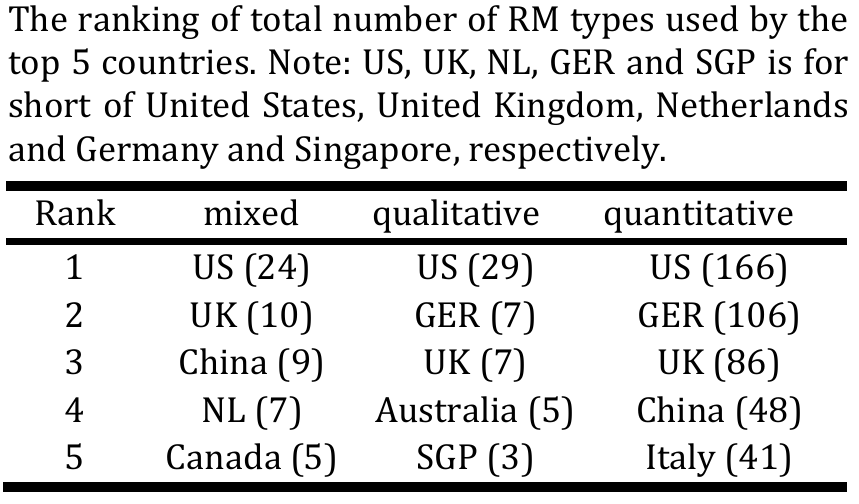 The ranking of total number of RM types used by the
top 5 countries. Note: US, UK, NL, GER and SGP is for
short of United States, United Kingdom, Netherlands
and Germany and Singapore, respectively.
Rank mixed qualitative quantitative
1 US (24) US (29) US (166)
2 UK (10) GER (7) GER (106)
3 China (9) UK (7) UK (86)
4 NL (7) Australia (5) China (48)
5 Canada (5) SGP (3) Italy (41)